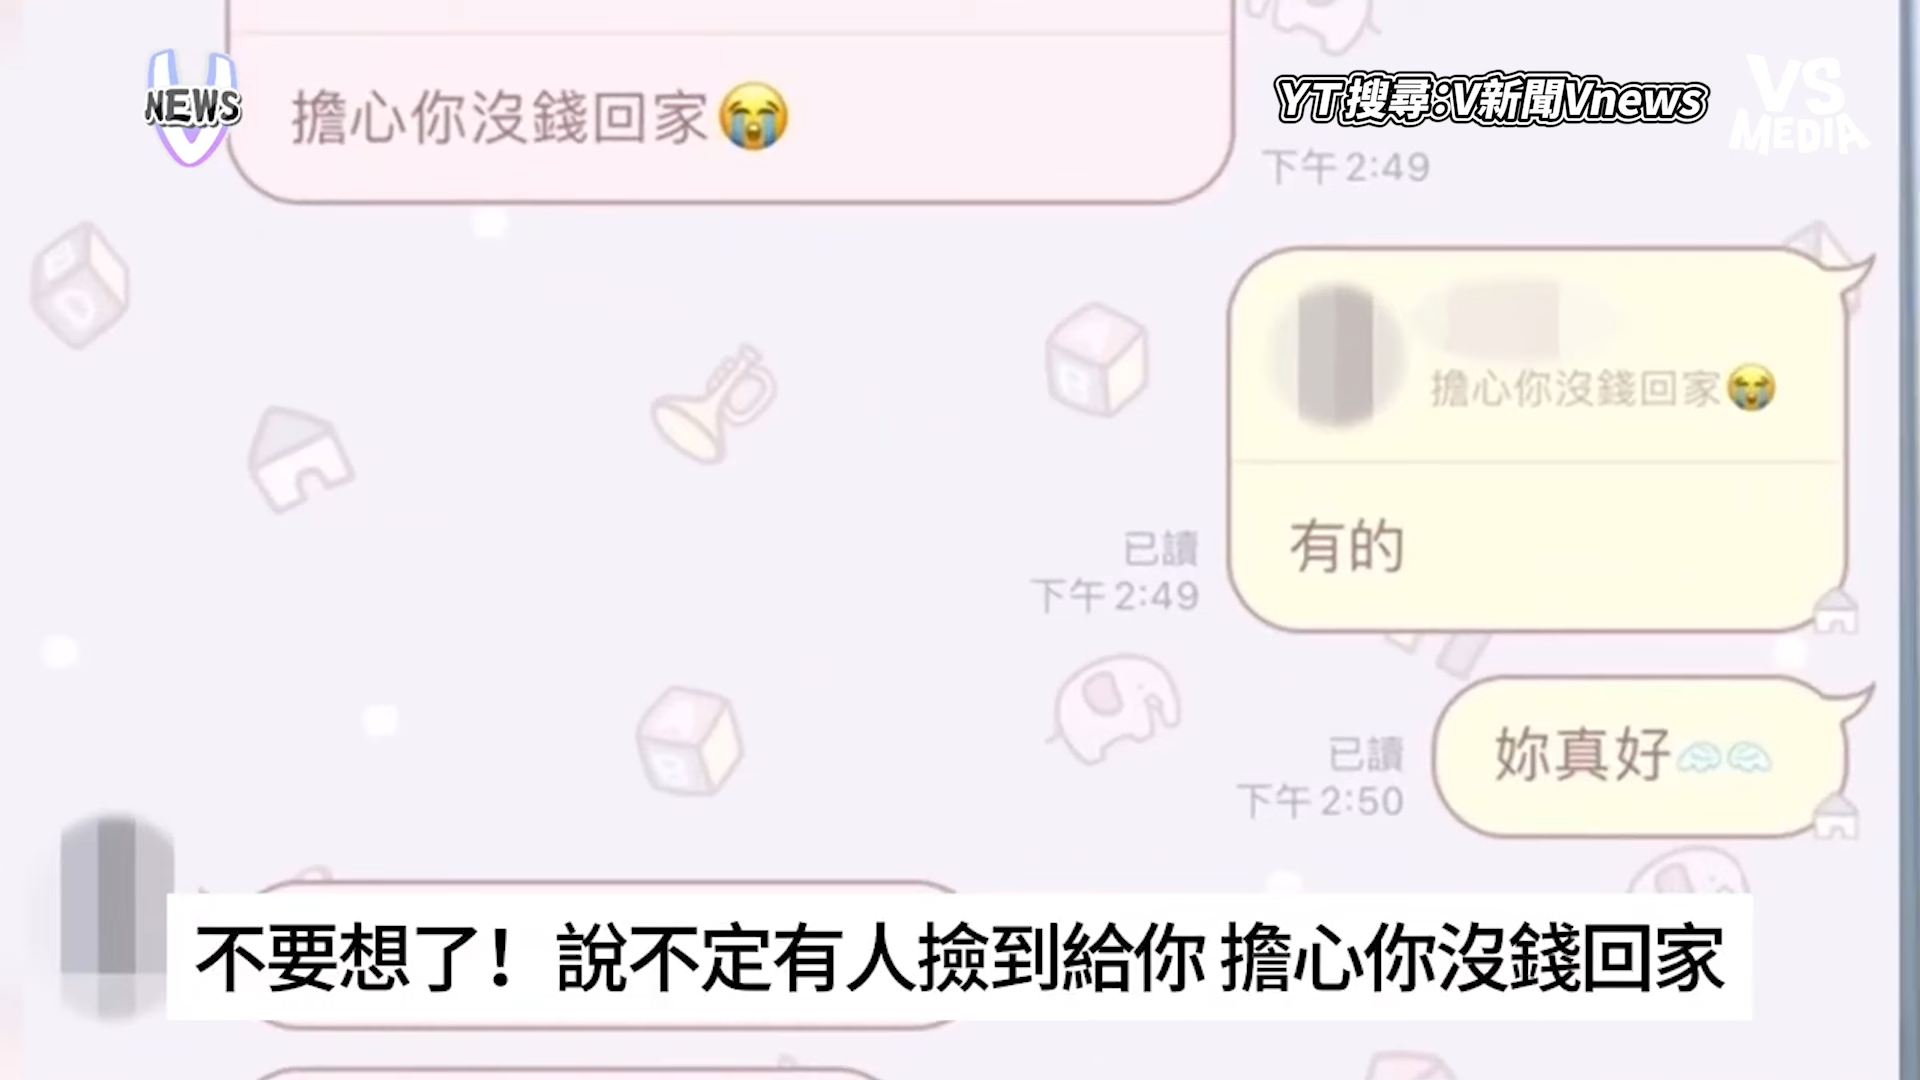 NEWS
擔心你沒錢回家😭
YT搜尋:V新聞Vnews
VS
MEDIA
下午2:49
擔心你沒錢回家😭
有的
已讀
下午2:49
妳真好
已讀
下午2:50
不要想了！說不定有人撿到給你 擔心你沒錢回家